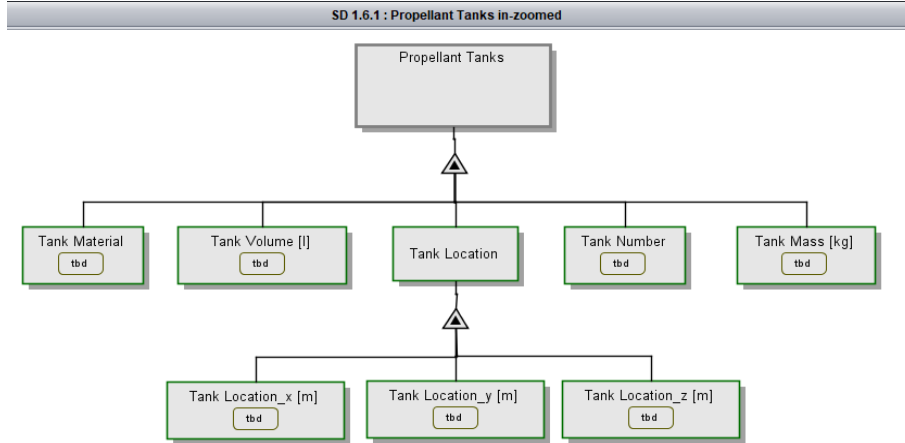 SD 1.6.1 : Propellant Tanks in-zoomed
Propellant Tanks
Tank Material
tbd
Tank Volume [l]
tbd
Tank Location
Tank Number
tbd
Tank Mass [kg]
tbd
Tank Location_x [m]
tbd
Tank Location_y [m]
tbd
Tank Location_z [m]
tbd